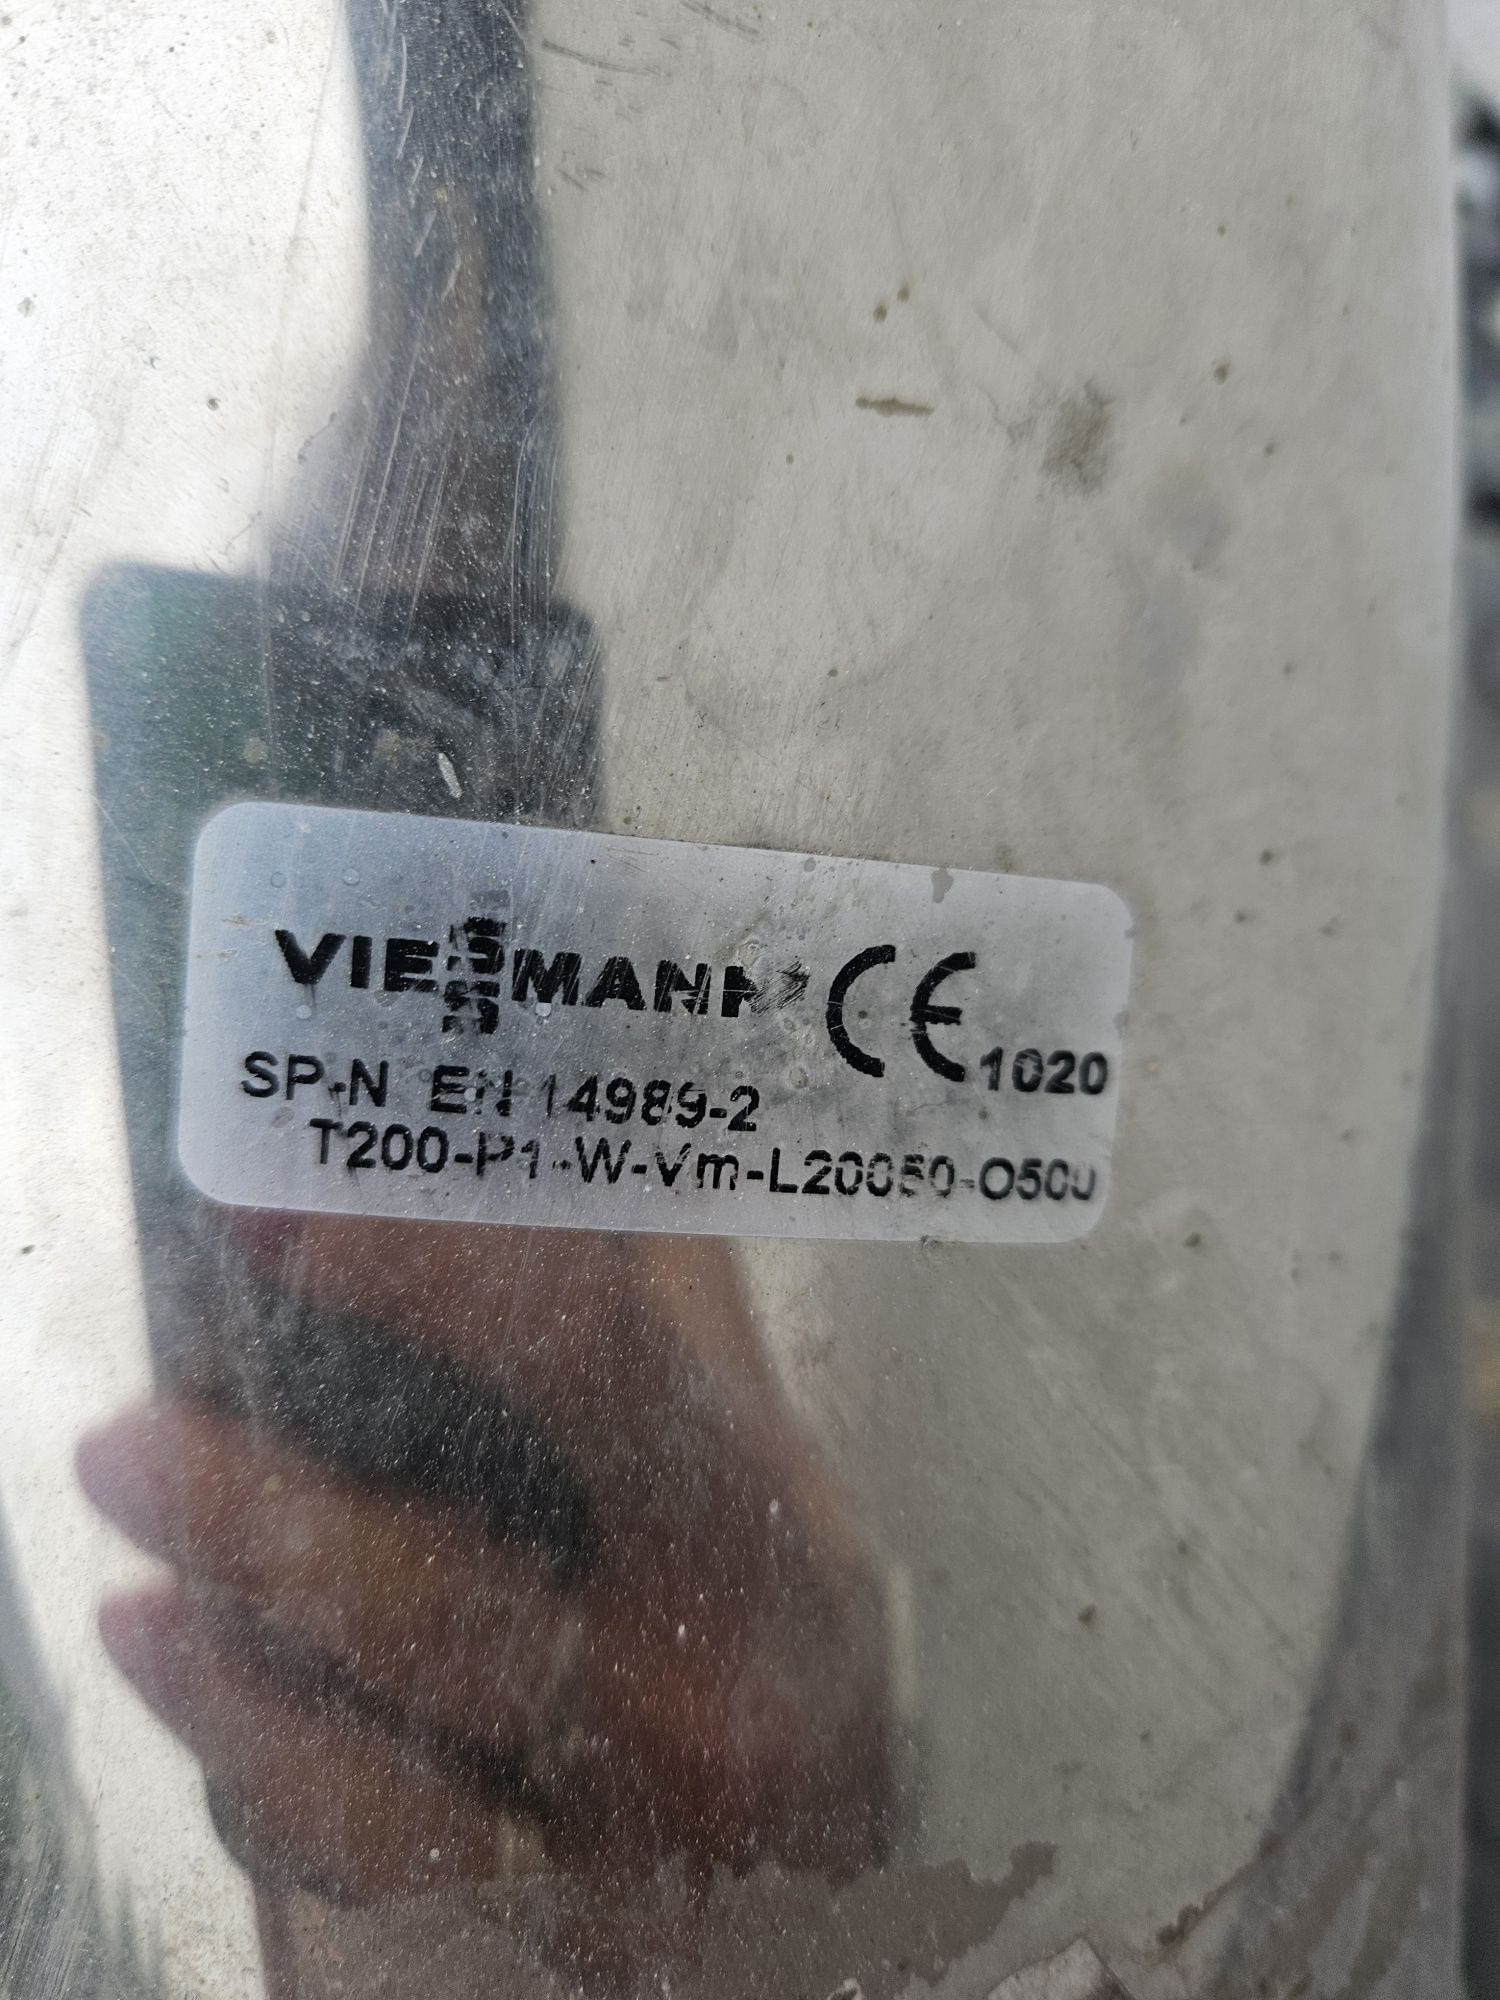 VIESSMANN CE 1020
SP-N EN 14989-2
T200-P1-W-Vm-L20050-O500